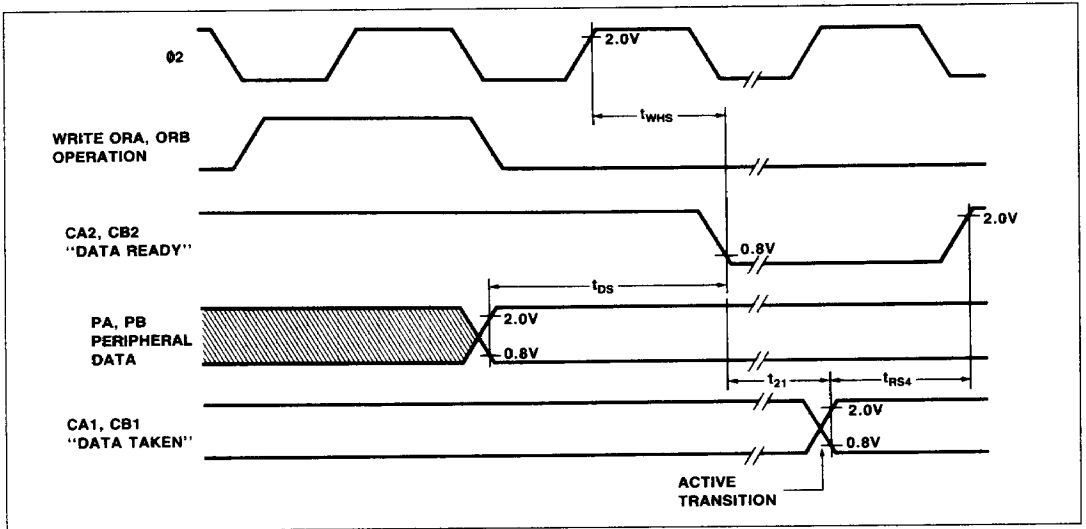 Φ2
2.0V
tWHS
WRITE ORA, ORB
OPERATION
CA2, CB2
“DATA READY”
2.0V
0.8V
tDS
PA, PB
PERIPHERAL
DATA
2.0V
0.8V
t21
tRS4
CA1, CB1
“DATA TAKEN”
2.0V
0.8V
ACTIVE
TRANSITION